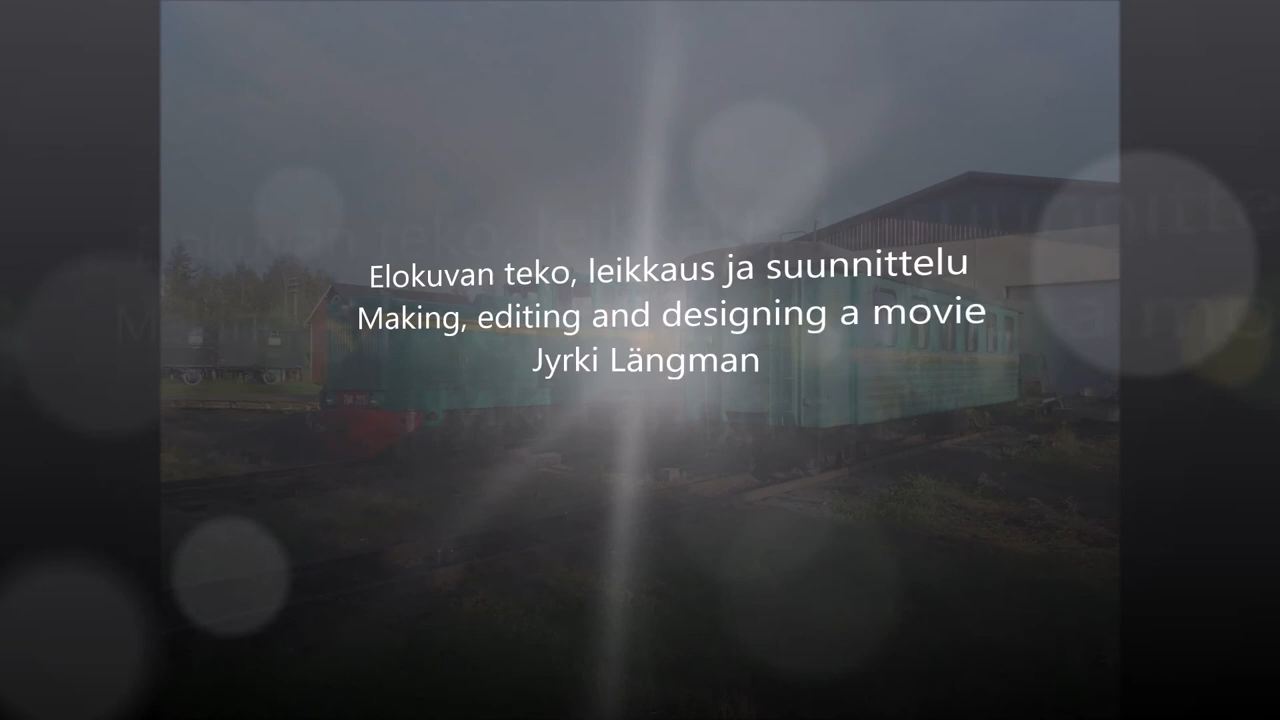 Elokuvan teko, leikkaus ja suunnittelu
Making, editing and designing a movie
Jyrki Längman